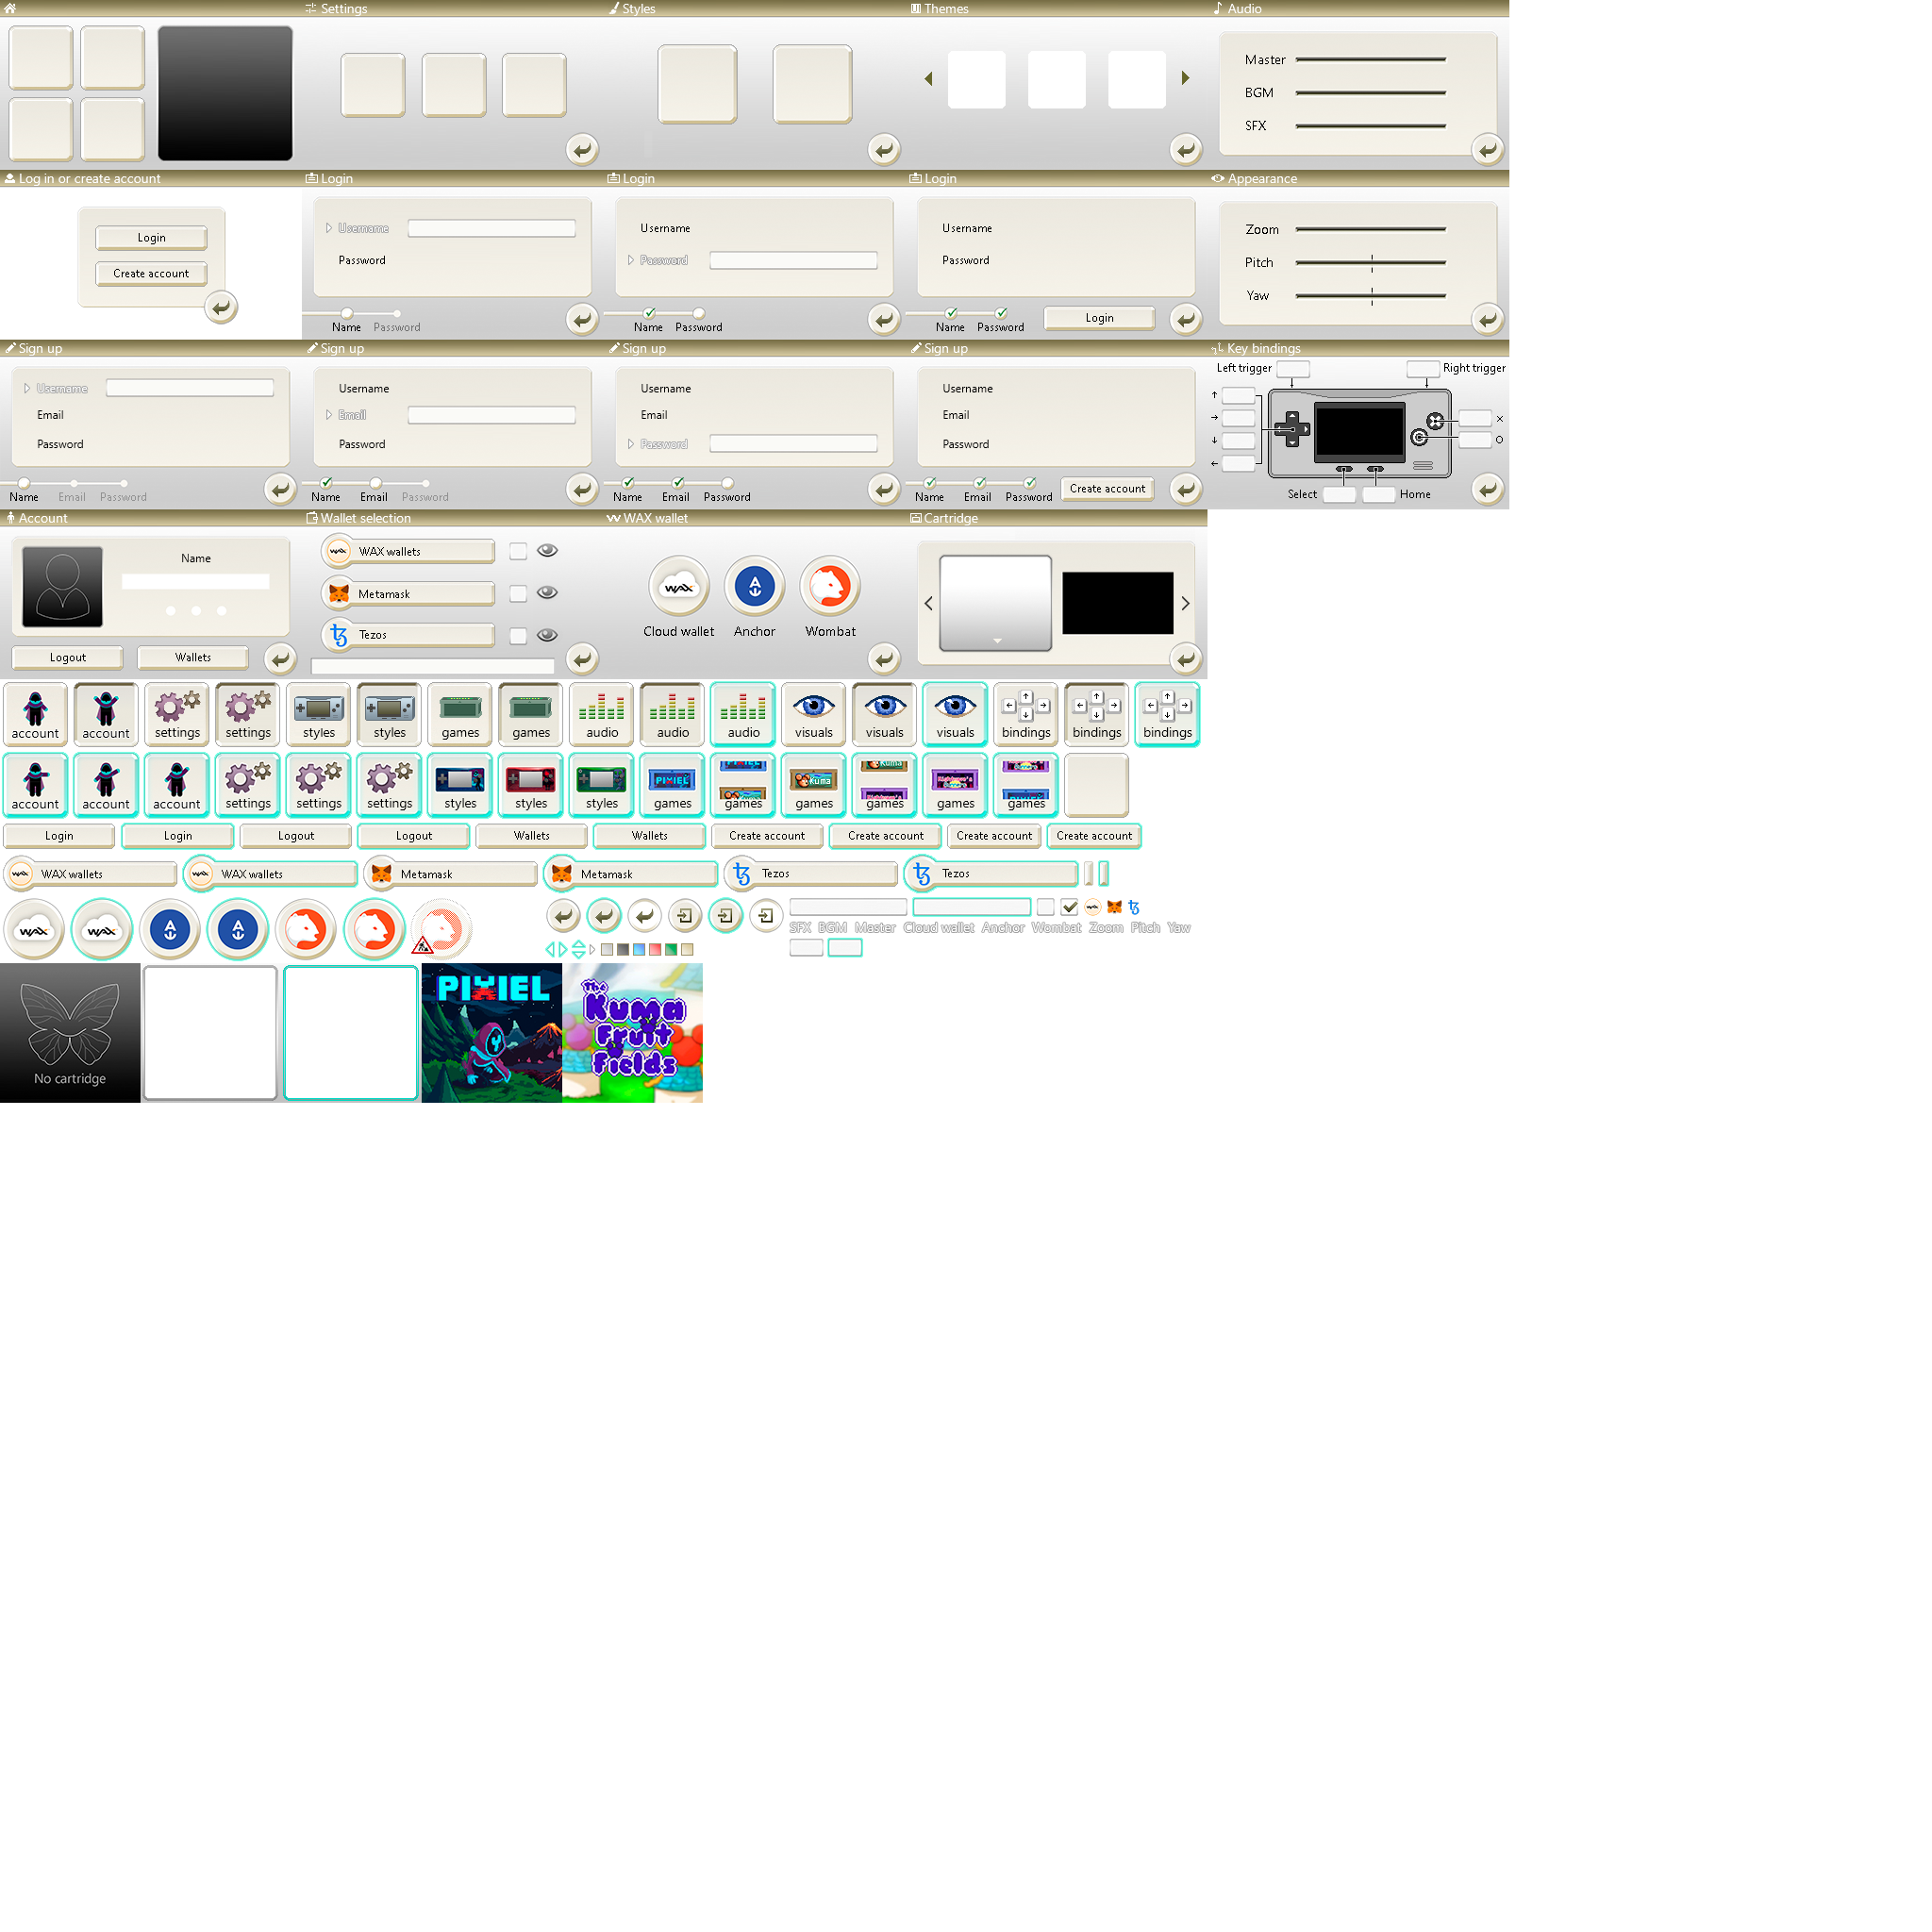 Settings
Styles
Themes
Audio
Master
BGM
SFX
Log in or create account
Login
Create account
Login
Username
Password
Name
Password
Login
Username
Password
Name
Password
Login
Username
Password
Name
Password
Login
Appearance
Zoom
Pitch
Yaw
Sign up
Username
Email
Password
Name
Email
Password
Sign up
Username
Email
Password
Name
Email
Password
Sign up
Username
Email
Password
Name
Email
Password
Sign up
Username
Email
Password
Name
Email
Password
Create account
Key bindings
Left trigger
Right trigger
Select
Home
Account
Name
Logout
Wallets
Wallet selection
WAX wallets
Metamask
Tezos
WAX wallet
WAX
Cloud wallet
Anchor
Wombat
Cartridge
account account settings settings styles styles games games audio audio audio visuals visuals visuals bindings bindings bindings
PIXIEL Kuma
account account account settings settings settings styles styles styles games games games games games games
Login Login Logout Logout Wallets Wallets Create account Create account Create account Create account
WAX wallets WAX wallets Metamask Metamask Tezos Tezos
WAX WAX
SFX BGM Master Cloud wallet Anchor Wombat Zoom Pitch Yaw
No cartridge
PIXIEL
The
Kuma
Fruit
Fields